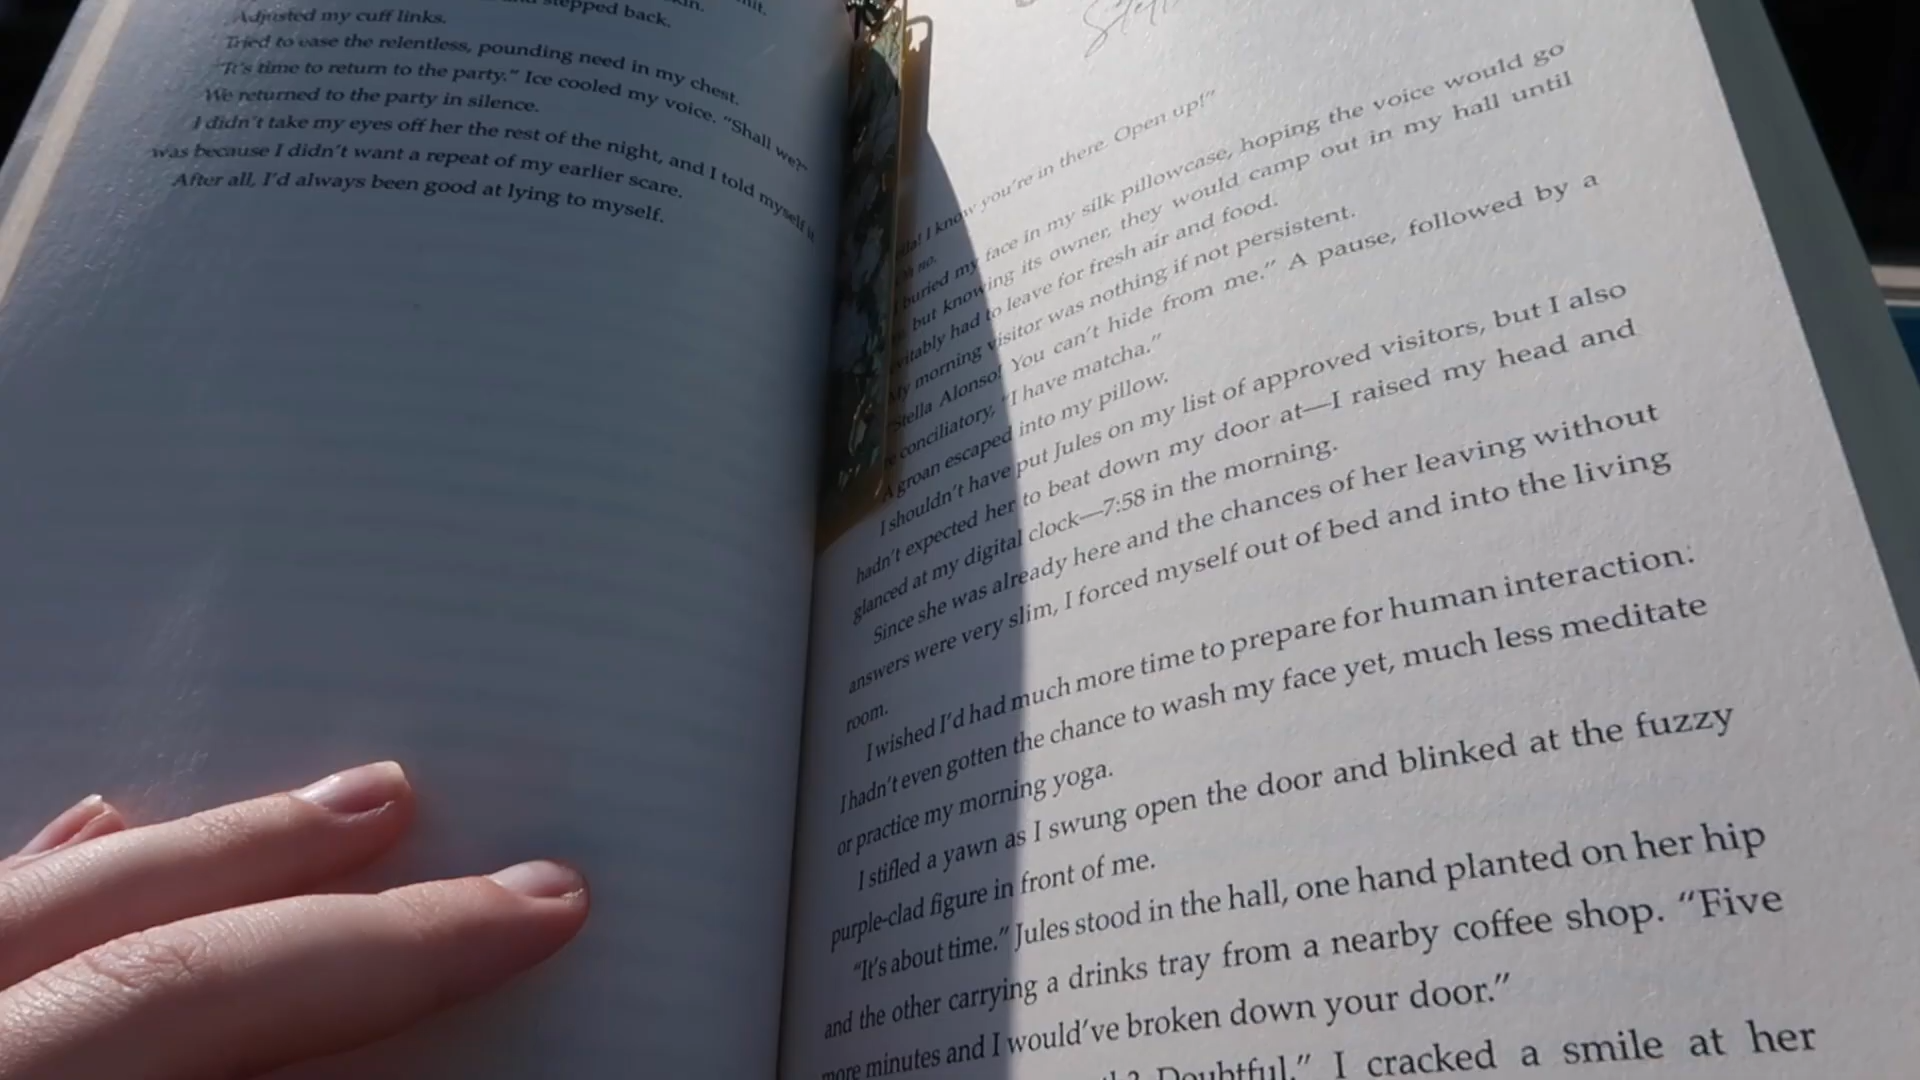 stepped back.
Adjusted my cuff links.
Tried to ease the relentless, pounding need in my chest.
"It's time to return to the party." Ice cooled my voice. "Shall we?"
We returned to the party in silence.
I didn't take my eyes off her the rest of the night, and I told myself it
was because I didn't want a repeat of my earlier scare.
After all, I'd always been good at lying to myself.
I know you're in there. Open up!"
no.
I buried my face in my silk pillowcase, hoping the voice would go
but knowing its owner, they would camp out in my hall until
had to leave for fresh air and food.
My morning visitor was nothing if not persistent.
"Stella Alonso! You can't hide from me." A pause, followed by a
conciliatory, "I have matcha."
A groan escaped into my pillow.
I shouldn't have put Jules on my list of approved visitors, but I also
hadn't expected her to beat down my door at—I raised my head and
glanced at my digital clock—7:58 in the morning.
Since she was already here and the chances of her leaving without
answers were very slim, I forced myself out of bed and into the living
room.
I wished I'd had much more time to prepare for human interaction.
I hadn't even gotten the chance to wash my face yet, much less meditate
or practice my morning yoga.
I stifled a yawn as I swung open the door and blinked at the fuzzy
purple-clad figure in front of me.
"It's about time." Jules stood in the hall, one hand planted on her hip
and the other carrying a drinks tray from a nearby coffee shop. "Five
more minutes and I would've broken down your door."
Doubtful." I cracked a smile at her